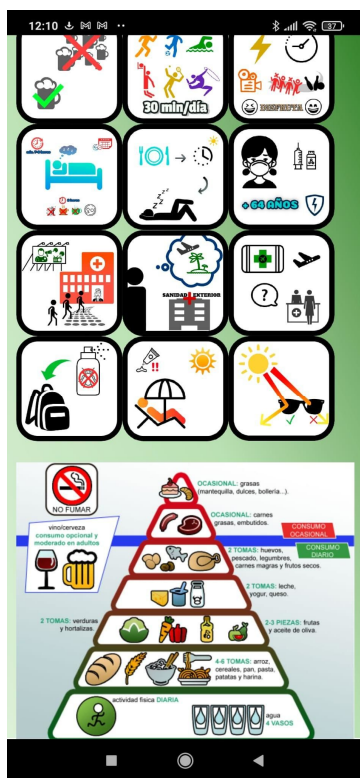 12:10
37
30 min/día
DISFRUTA
+64 AÑOS
SANIDAD EXTERIOR
?
!!
NO FUMAR
vino/cerveza
consumo opcional y
moderado en adultos
OCASIONAL: grasas
(mantequilla, dulces, bollería...).
OCASIONAL: carnes
grasas, embutidos.
CONSUMO
OCASIONAL
CONSUMO
DIARIO
2 TOMAS: huevos,
pescado, legumbres,
carnes magras y frutos secos.
2 TOMAS: leche,
yogur, queso.
2 TOMAS: verduras
y hortalizas.
2-3 PIEZAS: frutas
y aceite de oliva.
4-6 TOMAS: arroz,
cereales, pan, pasta,
patatas y harina.
actividad física DIARIA
agua
4 VASOS